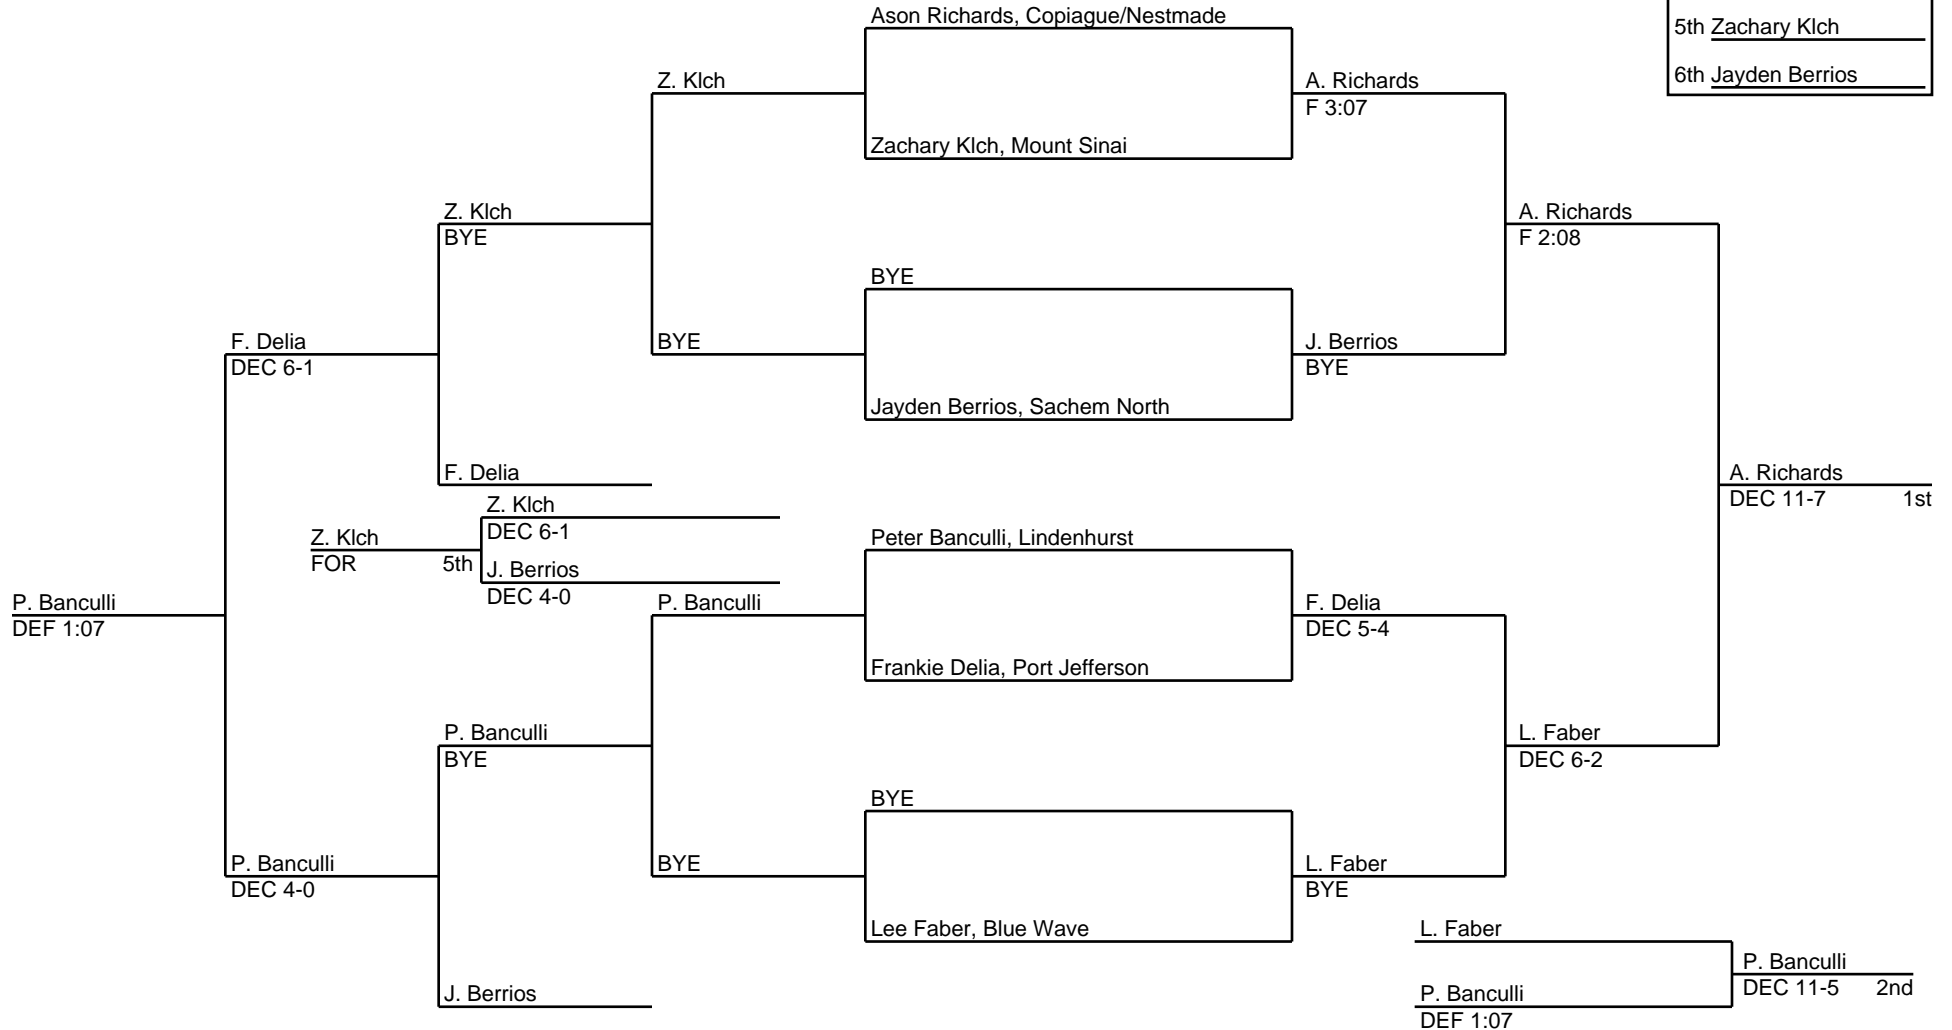 Ason Richards, Copiague/Nestmade
5th Zachary Klch
Z. Klch
A. Richards
6th Jayden Berrios
F 3:07
Zachary Klch, Mount Sinai
Z. Klch
A. Richards
BYE
F 2:08
BYE
F. Delia
BYE
J. Berrios
DEC 6-1
BYE
Jayden Berrios, Sachem North
F. Delia
A. Richards
Z. Klch
DEC 11-7 1st
DEC 6-1
Z. Klch
Peter Banculli, Lindenhurst
FOR 5th
J. Berrios
DEC 4-0
P. Banculli
P. Banculli
F. Delia
DEF 1:07
DEC 5-4
Frankie Delia, Port Jefferson
P. Banculli
L. Faber
BYE
DEC 6-2
BYE
P. Banculli
BYE
L. Faber
DEC 4-0
BYE
Lee Faber, Blue Wave
L. Faber
P. Banculli
DEC 11-5 2nd
J. Berrios
P. Banculli
DEF 1:07